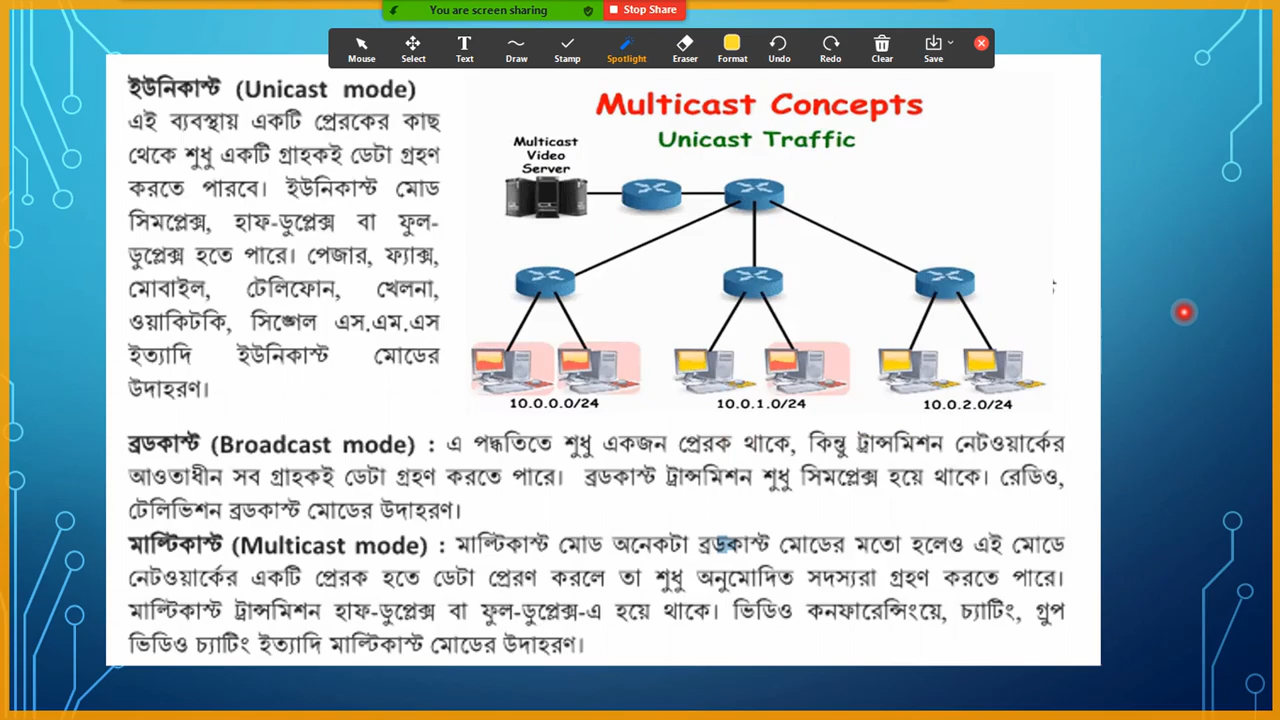 You are screen sharing
Stop Share
Mouse
Select
Text
Draw
Stamp
Spotlight
Eraser
Format
Undo
Redo
Clear
Save
ইউনিকাস্ট (Unicast mode)
এই ব্যবস্থায় একটি প্রেরকের কাছ
থেকে শুধু একটি গ্রাহকই ডেটা গ্রহণ
করতে পারবে। ইউনিকাস্ট মোড
সিমপ্লেক্স, হাফ-ডুপ্লেক্স বা ফুল-
ডুপ্লেক্স হতে পারে। পেজার, ফ্যাক্স,
মোবাইল, টেলিফোন, খেলনা,
ওয়াকিটকি, সিঙ্গেল এস.এম.এস
ইত্যাদি ইউনিকাস্ট মোডের
উদাহরণ।
Multicast Concepts
Unicast Traffic
Multicast
Video
Server
10.0.0.0/24
10.0.1.0/24
10.0.2.0/24
ব্রডকাস্ট (Broadcast mode) : এ পদ্ধতিতে শুধু একজন প্রেরক থাকে, কিন্তু ট্রান্সমিশন নেটওয়ার্কের
আওতাধীন সব গ্রাহকই ডেটা গ্রহণ করতে পারে। ব্রডকাস্ট ট্রান্সমিশন শুধু সিমপ্লেক্স হয়ে থাকে। রেডিও,
টেলিভিশন ব্রডকাস্ট মোডের উদাহরণ।
মাল্টিকাস্ট (Multicast mode) : মাল্টিকাস্ট মোড অনেকটা ব্রডকাস্ট মোডের মতো হলেও এই মোডে
নেটওয়ার্কের একটি প্রেরক হতে ডেটা প্রেরণ করলে তা শুধু অনুমোদিত সদস্যরা গ্রহণ করতে পারে।
মাল্টিকাস্ট ট্রান্সমিশন হাফ-ডুপ্লেক্স বা ফুল-ডুপ্লেক্স-এ হয়ে থাকে। ভিডিও কনফারেন্সিংয়ে, চ্যাটিং, গ্রুপ
ভিডিও চ্যাটিং ইত্যাদি মাল্টিকাস্ট মোডের উদাহরণ।